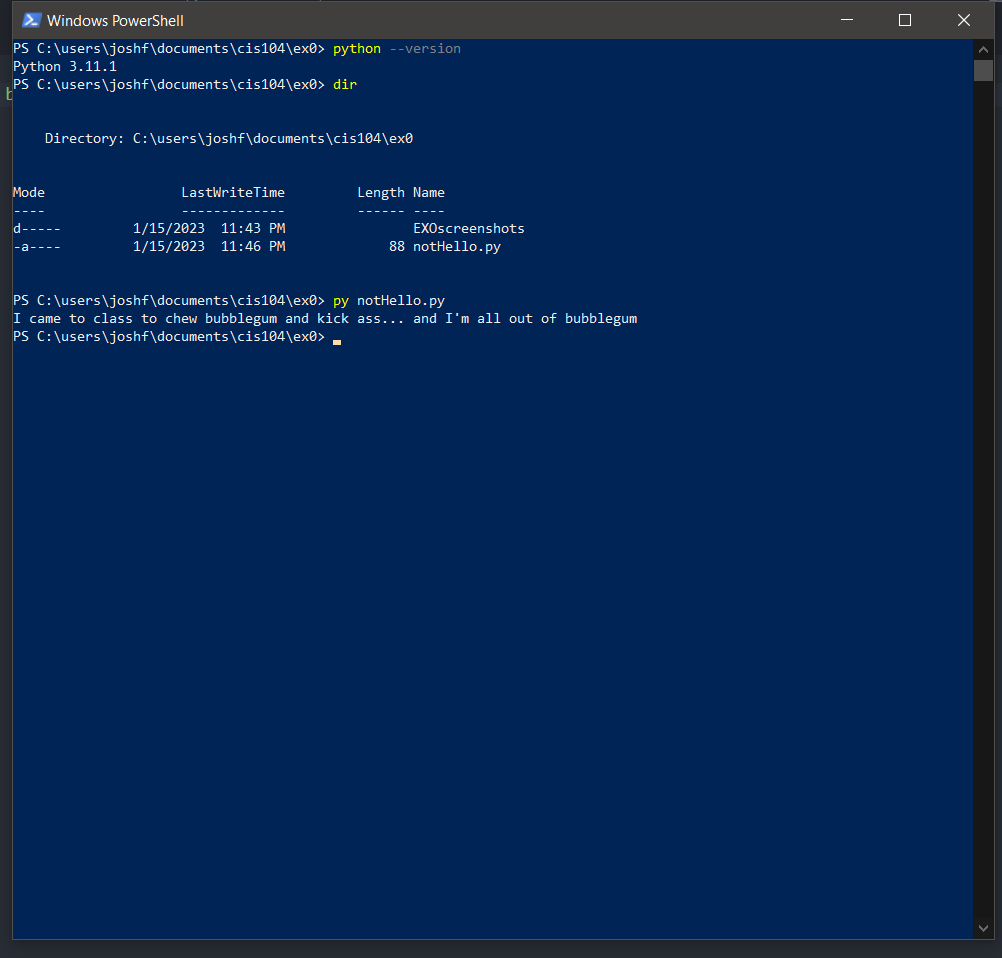 Windows PowerShell
PS C:\users\joshf\documents\cis104\ex0> python --version
Python 3.11.1
PS C:\users\joshf\documents\cis104\ex0> dir
Directory: C:\users\joshf\documents\cis104\ex0
Mode                 LastWriteTime         Length Name
----                 -------------         ------ ----
d-----         1/15/2023  11:43 PM                EXOscreenshots
-a----         1/15/2023  11:46 PM             88 notHello.py
PS C:\users\joshf\documents\cis104\ex0> py notHello.py
I came to class to chew bubblegum and kick ass... and I'm all out of bubblegum
PS C:\users\joshf\documents\cis104\ex0>